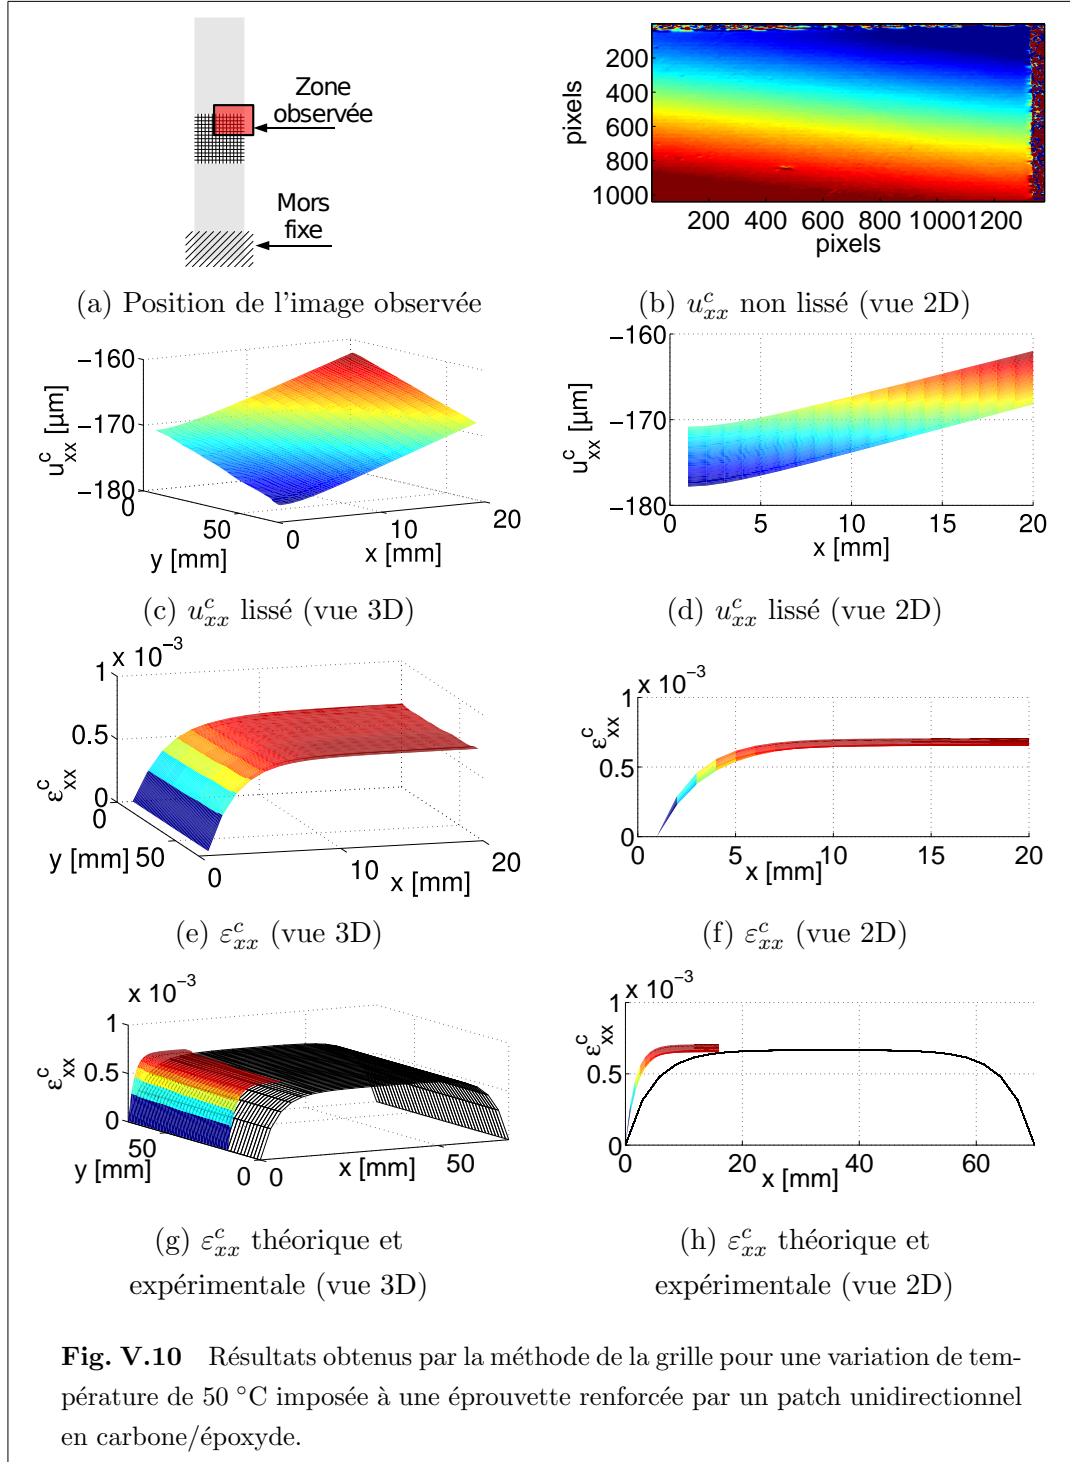 Zone
observée
Mors
fixe
200
400
600
800
1000
pixels
200 400 600 800 1000 1200
pixels
(a) Position de l'image observée
(b) u^c_xx non lissé (vue 2D)
−160
−170
−180
u^c_xx [µm]
0
50
y [mm]
0
10
20
x [mm]
−160
−170
−180
u^c_xx [µm]
0 5 10 15 20
x [mm]
(c) u^c_xx lissé (vue 3D)
(d) u^c_xx lissé (vue 2D)
x 10^−3
1
0.5
0
ε^c_xx
0
50
y [mm]
0
10
20
x [mm]
x 10^−3
1
0.5
0
ε^c_xx
0 5 10 15 20
x [mm]
(e) ε^c_xx (vue 3D)
(f) ε^c_xx (vue 2D)
x 10^−3
1
0.5
0
ε^c_xx
50
0
y [mm]
0
50
x [mm]
x 10^−3
1
0.5
0
ε^c_xx
0 20 40 60
x [mm]
(g) ε^c_xx théorique et
expérimentale (vue 3D)
(h) ε^c_xx théorique et
expérimentale (vue 2D)
Fig. V.10 Résultats obtenus par la méthode de la grille pour une variation de tem-
pérature de 50 °C imposée à une éprouvette renforcée par un patch unidirectionnel
en carbone/époxyde.